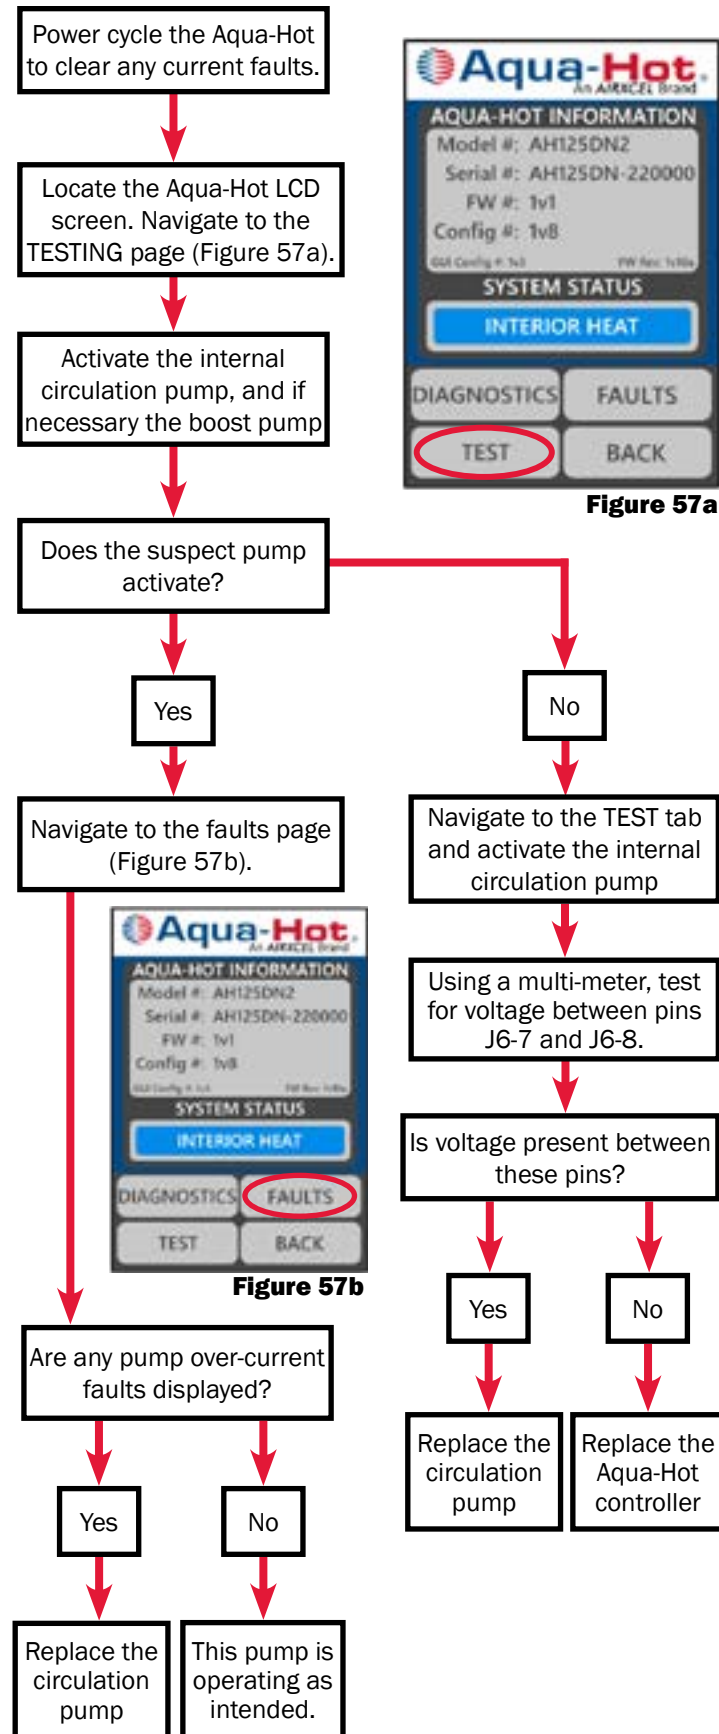 Power cycle the Aqua-Hot
to clear any current faults.
Locate the Aqua-Hot LCD
screen. Navigate to the
TESTING page (Figure 57a).
Activate the internal
circulation pump, and if
necessary the boost pump
Does the suspect pump
activate?
Aqua-Hot.
An AIRXCEL Brand
AQUA-HOT INFORMATION
Model #: AH125DN2
Serial #: AH125DN-220000
FW #: 1v1
Config #: 1v8
GUI Config #: 1v3
SYSTEM STATUS
INTERIOR HEAT
DIAGNOSTICS
FAULTS
TEST
BACK
Figure 57a
Yes
Navigate to the faults page
(Figure 57b).
Aqua-Hot.
An AIRXCEL Brand
AQUA-HOT INFORMATION
Model #: AH125DN2
Serial #: AH125DN-220000
FW #: 1v1
Config #: 1v8
SYSTEM STATUS
INTERIOR HEAT
DIAGNOSTICS
FAULTS
TEST
BACK
Figure 57b
Are any pump over-current
faults displayed?
Yes
No
Replace the
circulation
pump
This pump is
operating as
intended.
No
Navigate to the TEST tab
and activate the internal
circulation pump
Using a multi-meter, test
for voltage between pins
J6-7 and J6-8.
Is voltage present between
these pins?
Yes
No
Replace the
circulation
pump
Replace the
Aqua-Hot
controller